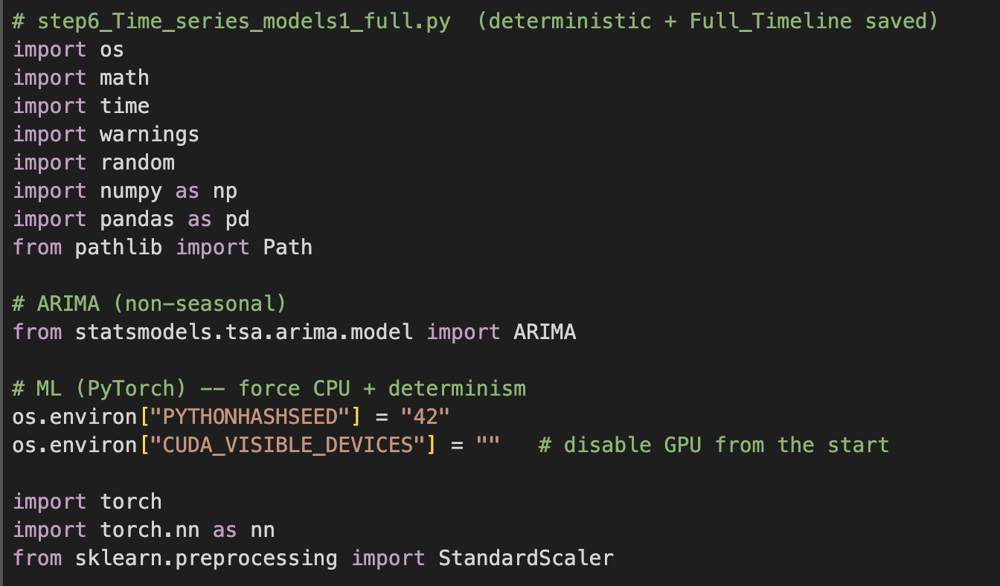 # step6_Time_series_models1_full.py  (deterministic + Full_Timeline saved)
import os
import math
import time
import warnings
import random
import numpy as np
import pandas as pd
from pathlib import Path
# ARIMA (non-seasonal)
from statsmodels.tsa.arima.model import ARIMA
# ML (PyTorch) -- force CPU + determinism
os.environ["PYTHONHASHSEED"] = "42"
os.environ["CUDA_VISIBLE_DEVICES"] = ""   # disable GPU from the start
import torch
import torch.nn as nn
from sklearn.preprocessing import StandardScaler